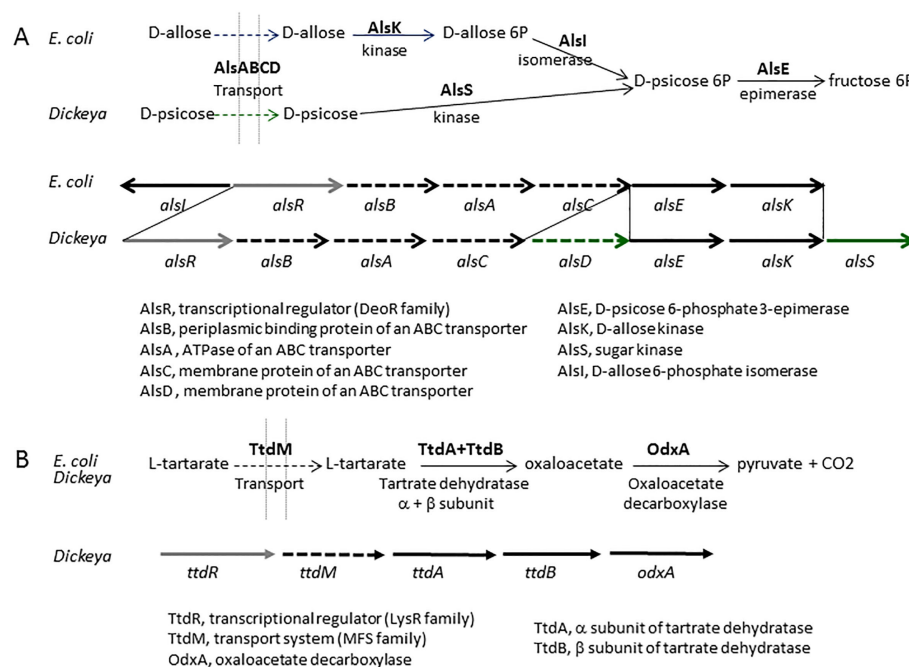 A
E. coli D-allose D-allose AlsK D-allose 6P AlsI
kinase isomerase
AlsABCD
Transport AlsS D-psicose 6P AlsE fructose 6P
Dickeya D-psicose D-psicose kinase epimerase
E. coli
alsI alsR alsB alsA alsC alsE alsK
Dickeya
alsR alsB alsA alsC alsD alsE alsK alsS
AlsR, transcriptional regulator (DeoR family)
AlsB, periplasmic binding protein of an ABC transporter
AlsA , ATPase of an ABC transporter
AlsC, membrane protein of an ABC transporter
AlsD , membrane protein of an ABC transporter
AlsE, D-psicose 6-phosphate 3-epimerase
AlsK, D-allose kinase
AlsS, sugar kinase
AlsI, D-allose 6-phosphate isomerase
B
TtdM TtdA+TtdB OdxA
E. coli L-tartarate L-tartarate oxaloacetate pyruvate + CO2
Dickeya Transport Tartrate dehydratase Oxaloacetate
α + β subunit decarboxylase
Dickeya
ttdR ttdM ttdA ttdB odxA
TtdR, transcriptional regulator (LysR family)
TtdM, transport system (MFS family)
OdxA, oxaloacetate decarboxylase
TtdA, α subunit of tartrate dehydratase
TtdB, β subunit of tartrate dehydratase